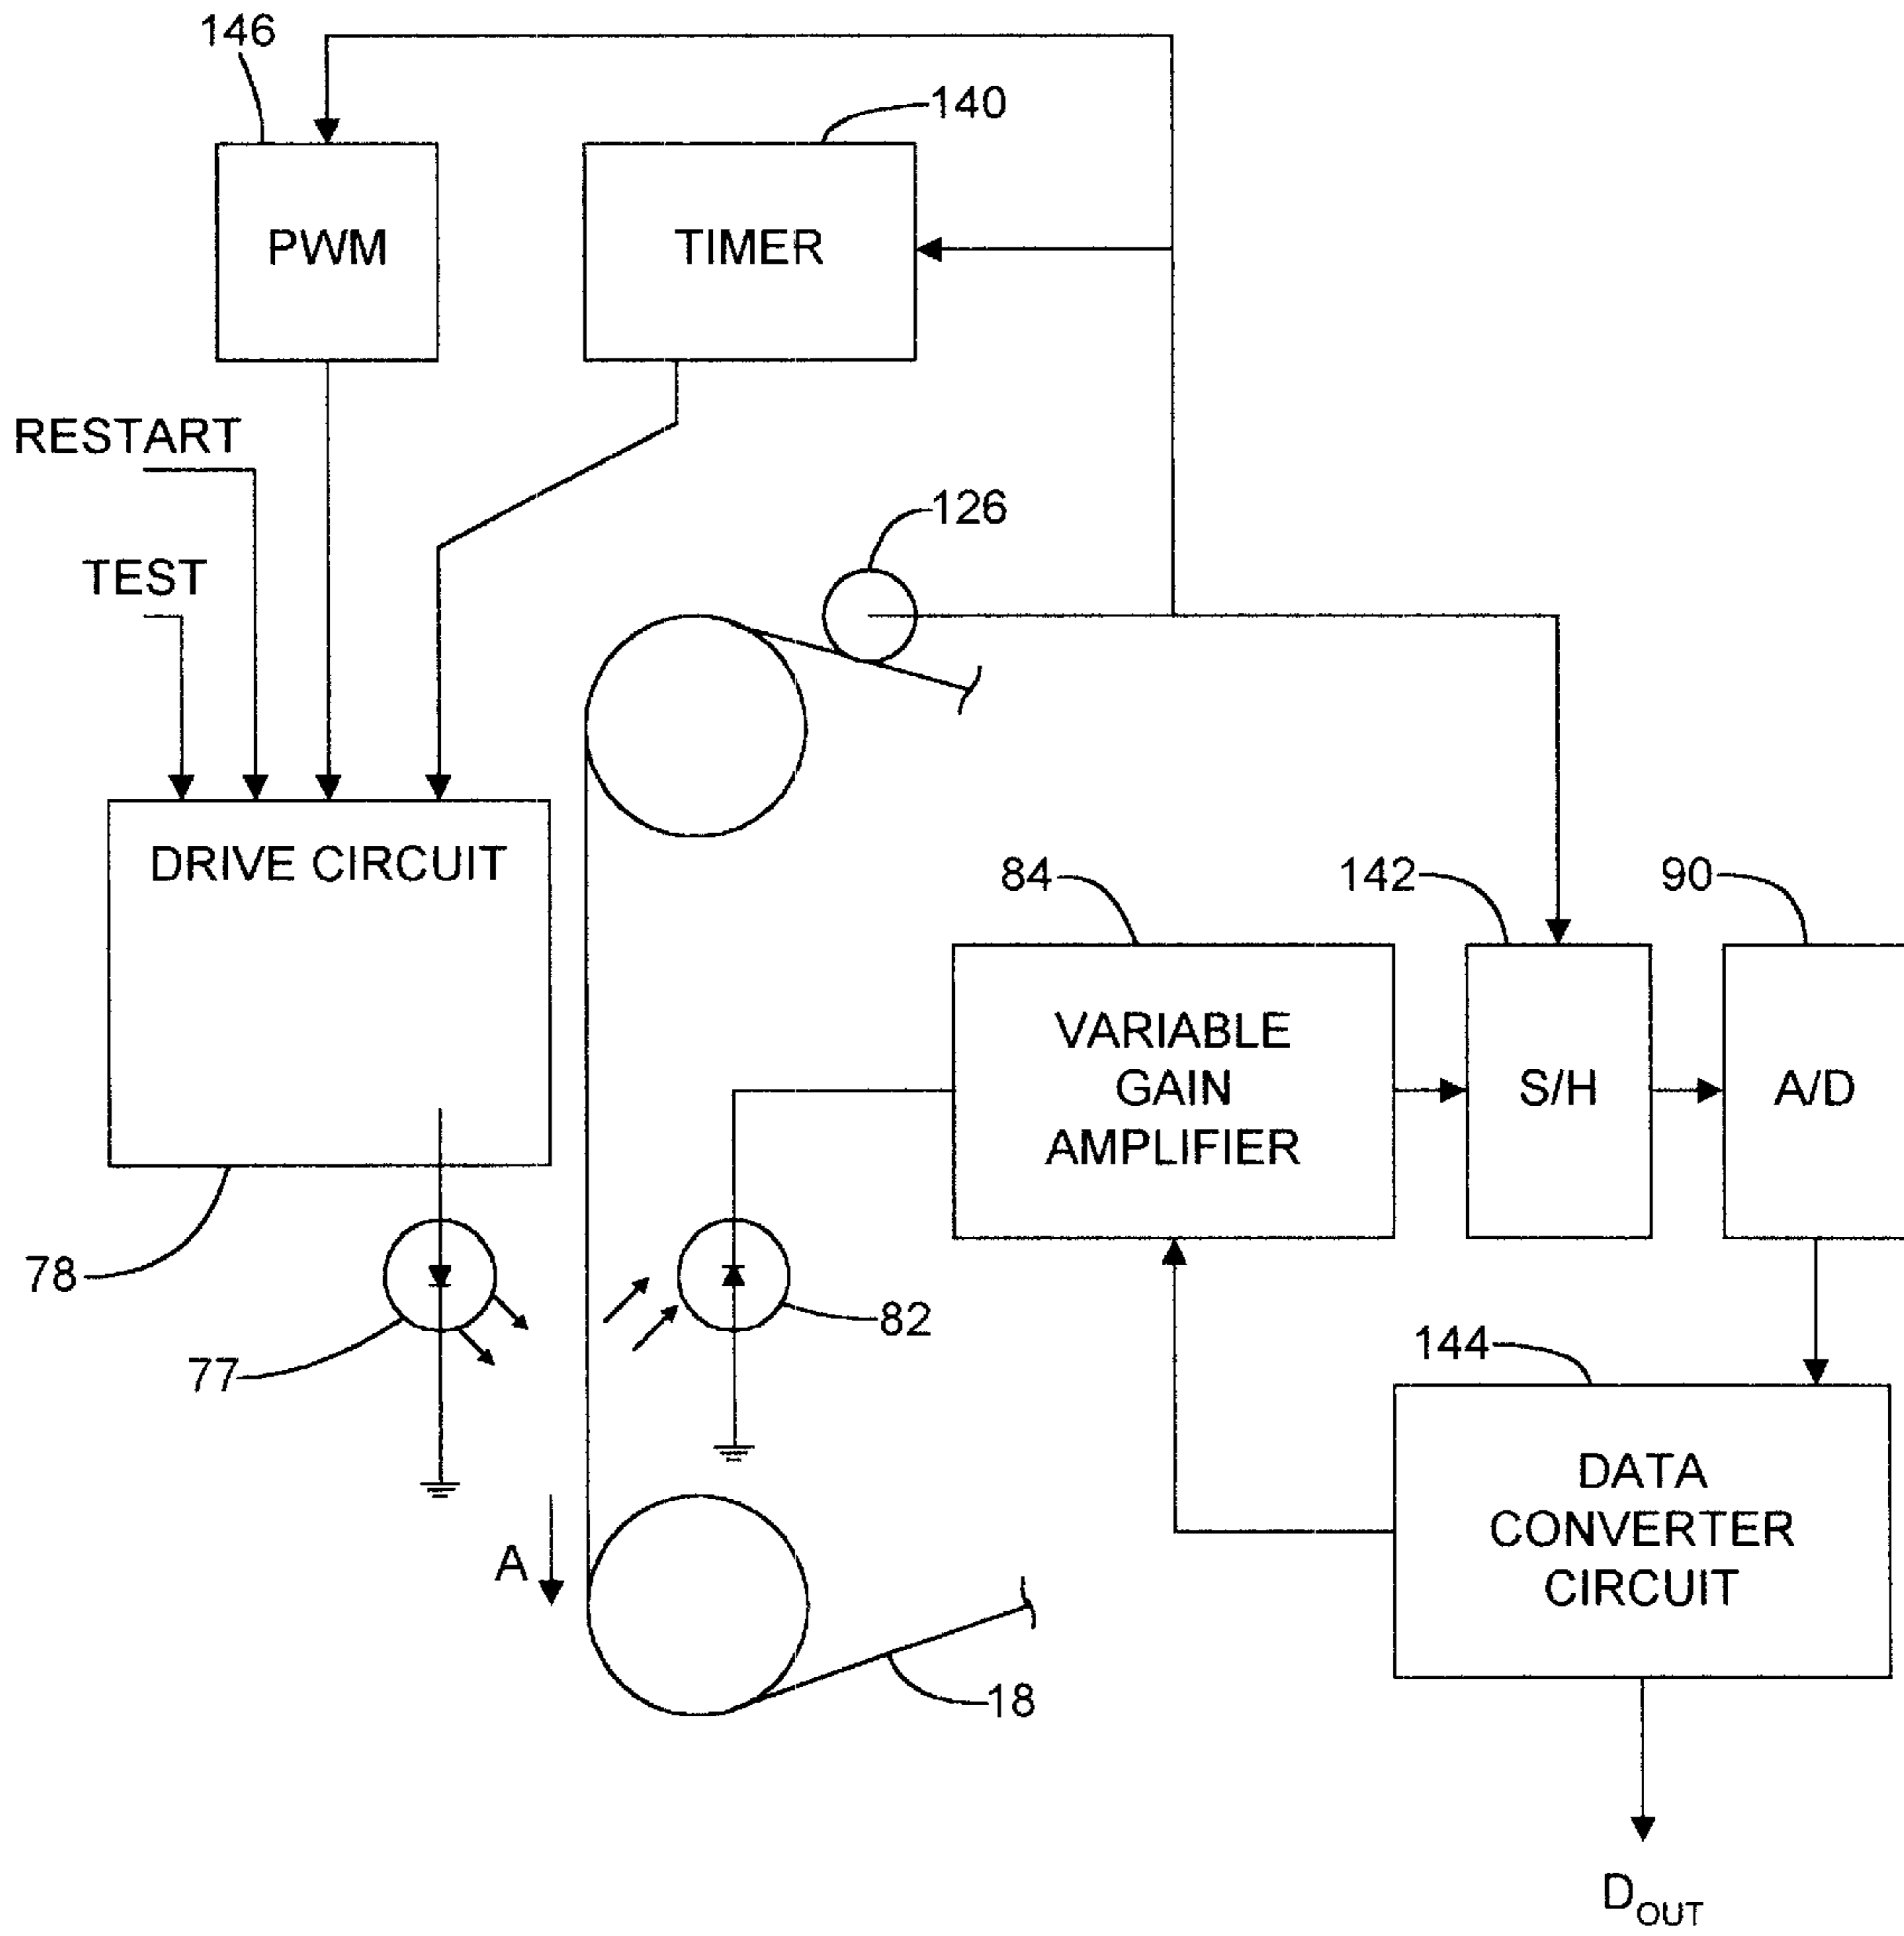 146
140
PWM
TIMER
RESTART
126
TEST
DRIVE CIRCUIT
84
142
90
VARIABLE
GAIN
AMPLIFIER
S/H
A/D
78
77
82
144
DATA
CONVERTER
CIRCUIT
A
18
D_OUT